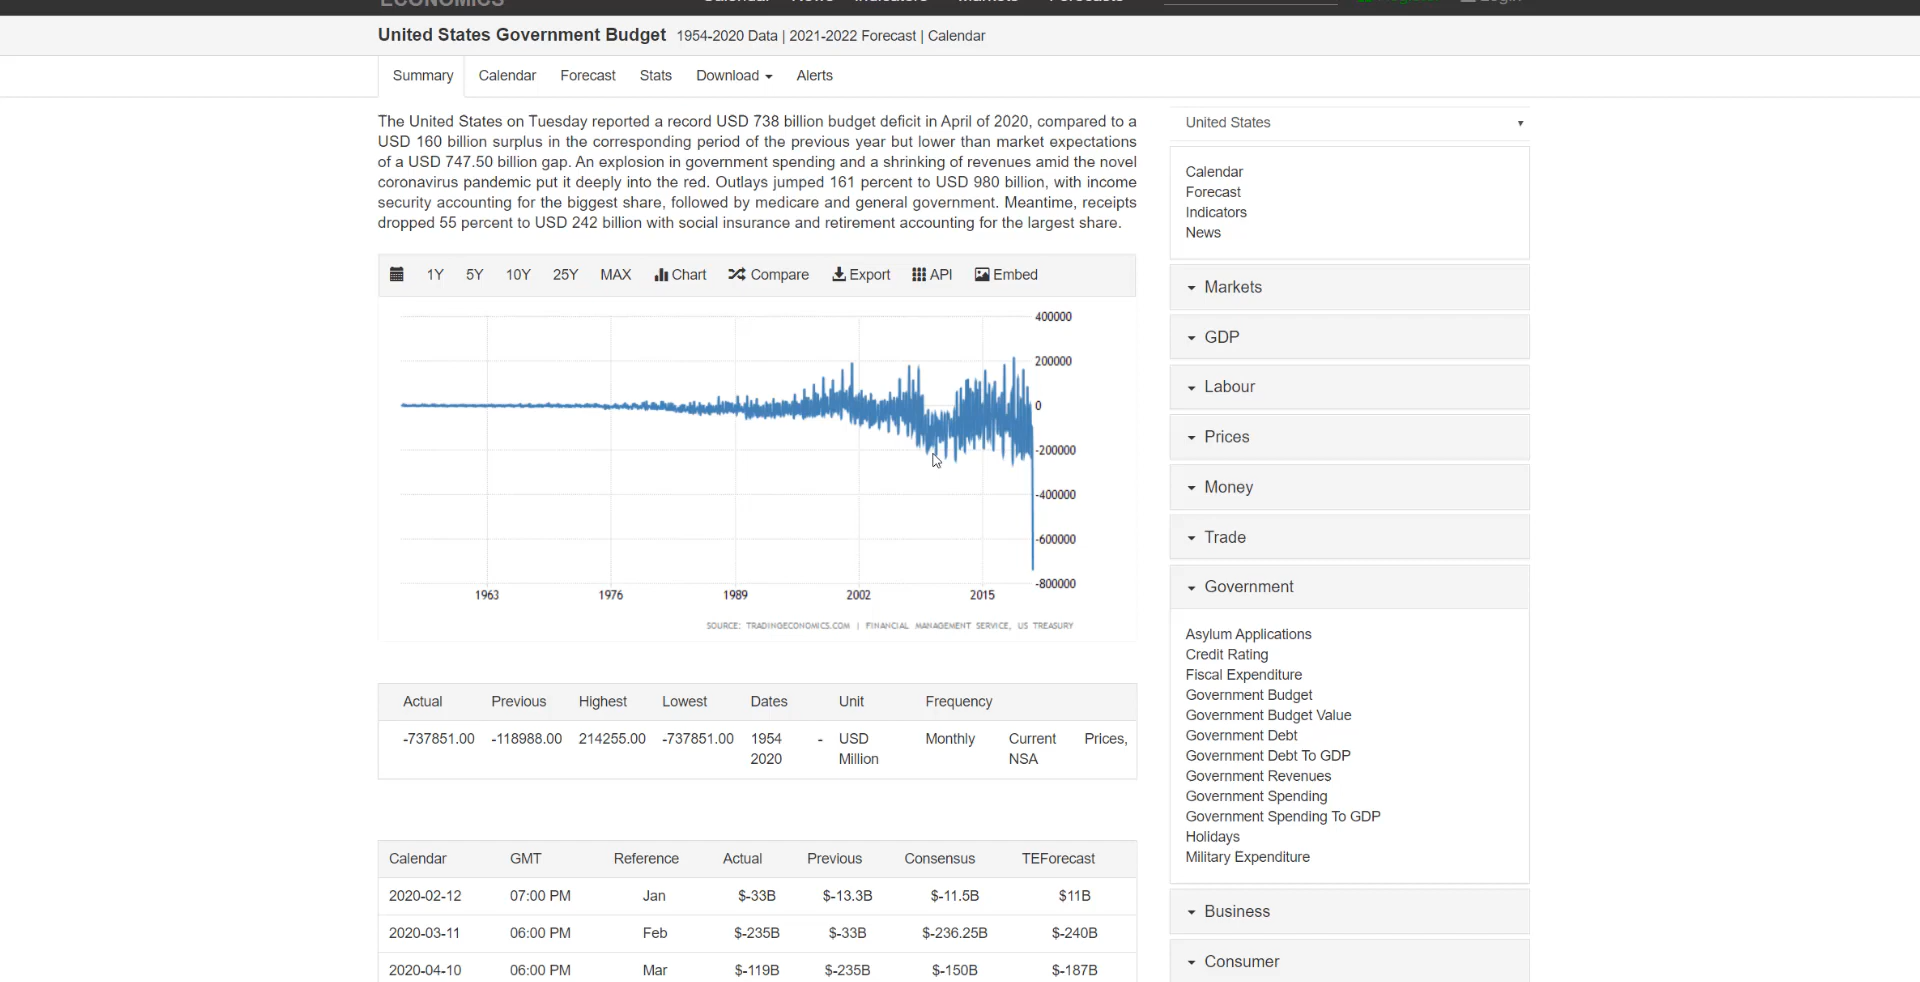 ECONOMICS Calendar News Indicators Markets Forecasts Login
United States Government Budget 1954-2020 Data | 2021-2022 Forecast | Calendar
Summary Calendar Forecast Stats Download Alerts
The United States on Tuesday reported a record USD 738 billion budget deficit in April of 2020, compared to a
USD 160 billion surplus in the corresponding period of the previous year but lower than market expectations
of a USD 747.50 billion gap. An explosion in government spending and a shrinking of revenues amid the novel
coronavirus pandemic put it deeply into the red. Outlays jumped 161 percent to USD 980 billion, with income
security accounting for the biggest share, followed by medicare and general government. Meantime, receipts
dropped 55 percent to USD 242 billion with social insurance and retirement accounting for the largest share.
1Y 5Y 10Y 25Y MAX Chart Compare Export API Embed
400000
200000
0
-200000
-400000
-600000
-800000
1963 1976 1989 2002 2015
SOURCE: TRADINGECONOMICS.COM | FINANCIAL MANAGEMENT SERVICE, US TREASURY
Actual Previous Highest Lowest Dates Unit Frequency
-737851.00 -118988.00 214255.00 -737851.00 1954 - USD Monthly Current Prices,
2020 Million NSA
Calendar GMT Reference Actual Previous Consensus TEForecast
2020-02-12 07:00 PM Jan $-33B $-13.3B $-11.5B $11B
2020-03-11 06:00 PM Feb $-235B $-33B $-236.25B $-240B
2020-04-10 06:00 PM Mar $-119B $-235B $-150B $-187B
United States
Calendar
Forecast
Indicators
News
Markets
GDP
Labour
Prices
Money
Trade
Government
Asylum Applications
Credit Rating
Fiscal Expenditure
Government Budget
Government Budget Value
Government Debt
Government Debt To GDP
Government Revenues
Government Spending
Government Spending To GDP
Holidays
Military Expenditure
Business
Consumer